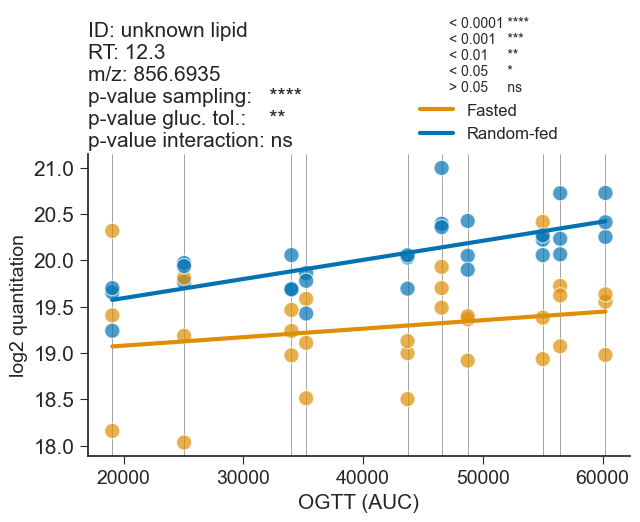 ID: unknown lipid
RT: 12.3
m/z: 856.6935
p-value sampling: ****
p-value gluc. tol.: **
p-value interaction: ns
< 0.0001 ****
< 0.001 ***
< 0.01 **
< 0.05 *
> 0.05 ns
Fasted
Random-fed
21.0
20.5
20.0
19.5
19.0
18.5
18.0
log2 quantitation
20000 30000 40000 50000 60000
OGTT (AUC)